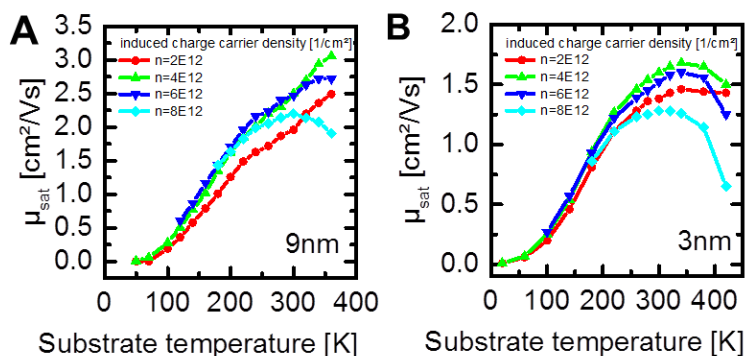 A
induced charge carrier density [1/cm²]
n=2E12
n=4E12
n=6E12
n=8E12
μsat [cm²/Vs]
3.5
3.0
2.5
2.0
1.5
1.0
0.5
0.0
9nm
0 100 200 300 400
Substrate temperature [K]
B
induced charge carrier density [1/cm²]
n=2E12
n=4E12
n=6E12
n=8E12
μsat [cm²/Vs]
2.0
1.5
1.0
0.5
0.0
3nm
0 100 200 300 400
Substrate temperature [K]